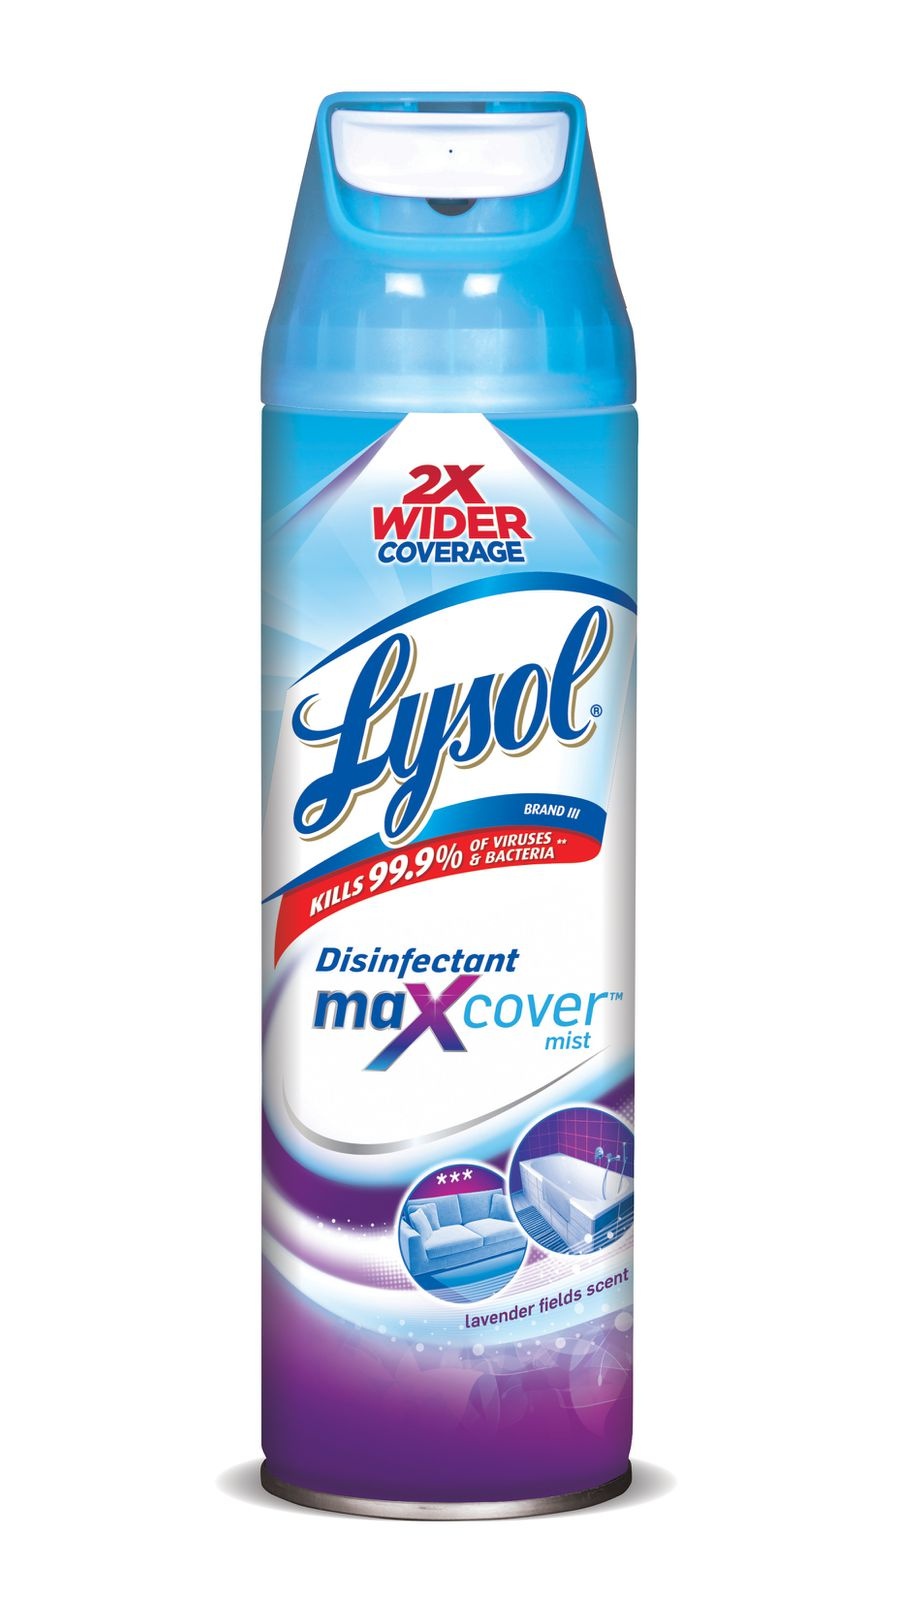 2X
WIDER
COVERAGE
Lysol®
BRAND III
KILLS 99.9% OF VIRUSES **
& BACTERIA
Disinfectant
maXcover™
mist
***
lavender fields scent